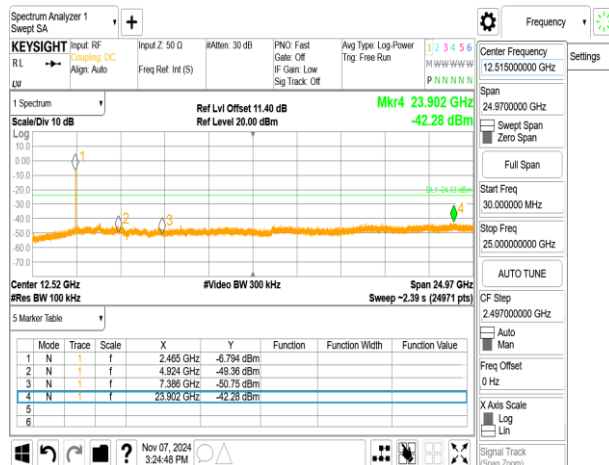 Spectrum Analyzer 1
Swept SA
Frequency
KEYSIGHT
RL
Input: RF
Coupling: DC
Align: Auto
Input Z: 50 Ω
Freq Ref: Int (S)
#Atten: 30 dB
PNO: Fast
Gate: Off
IF Gain: Low
Sig Track: Off
Avg Type: Log-Power
Trig: Free Run
1 2 3 4 5 6
M W W W W W
P N N N N N
Center Frequency
12.515000000 GHz
Settings
Span
24.9700000 GHz
Swept Span
Zero Span
Full Span
Start Freq
30.000000 MHz
Stop Freq
25.000000000 GHz
AUTO TUNE
CF Step
2.497000000 GHz
Auto
Man
Freq Offset
0 Hz
X Axis Scale
Log
Lin
Signal Track
(Span Zoom)
1 Spectrum
Scale/Div 10 dB
Ref Lvl Offset 11.40 dB
Ref Level 20.00 dBm
Mkr4 23.902 GHz
-42.28 dBm
Log
10.0
0.00
-10.0
-20.0
-30.0
-40.0
-50.0
-60.0
-70.0
1
2
3
4
Center 12.52 GHz
#Res BW 100 kHz
#Video BW 300 kHz
Span 24.97 GHz
Sweep ~2.39 s (24971 pts)
5 Marker Table
Mode Trace Scale X Y Function Function Width Function Value
1 N 1 f 2.465 GHz -6.794 dBm
2 N 1 f 4.924 GHz -49.36 dBm
3 N 1 f 7.386 GHz -50.75 dBm
4 N 1 f 23.902 GHz -42.28 dBm
5
6
?
Nov 07, 2024
3:24:48 PM